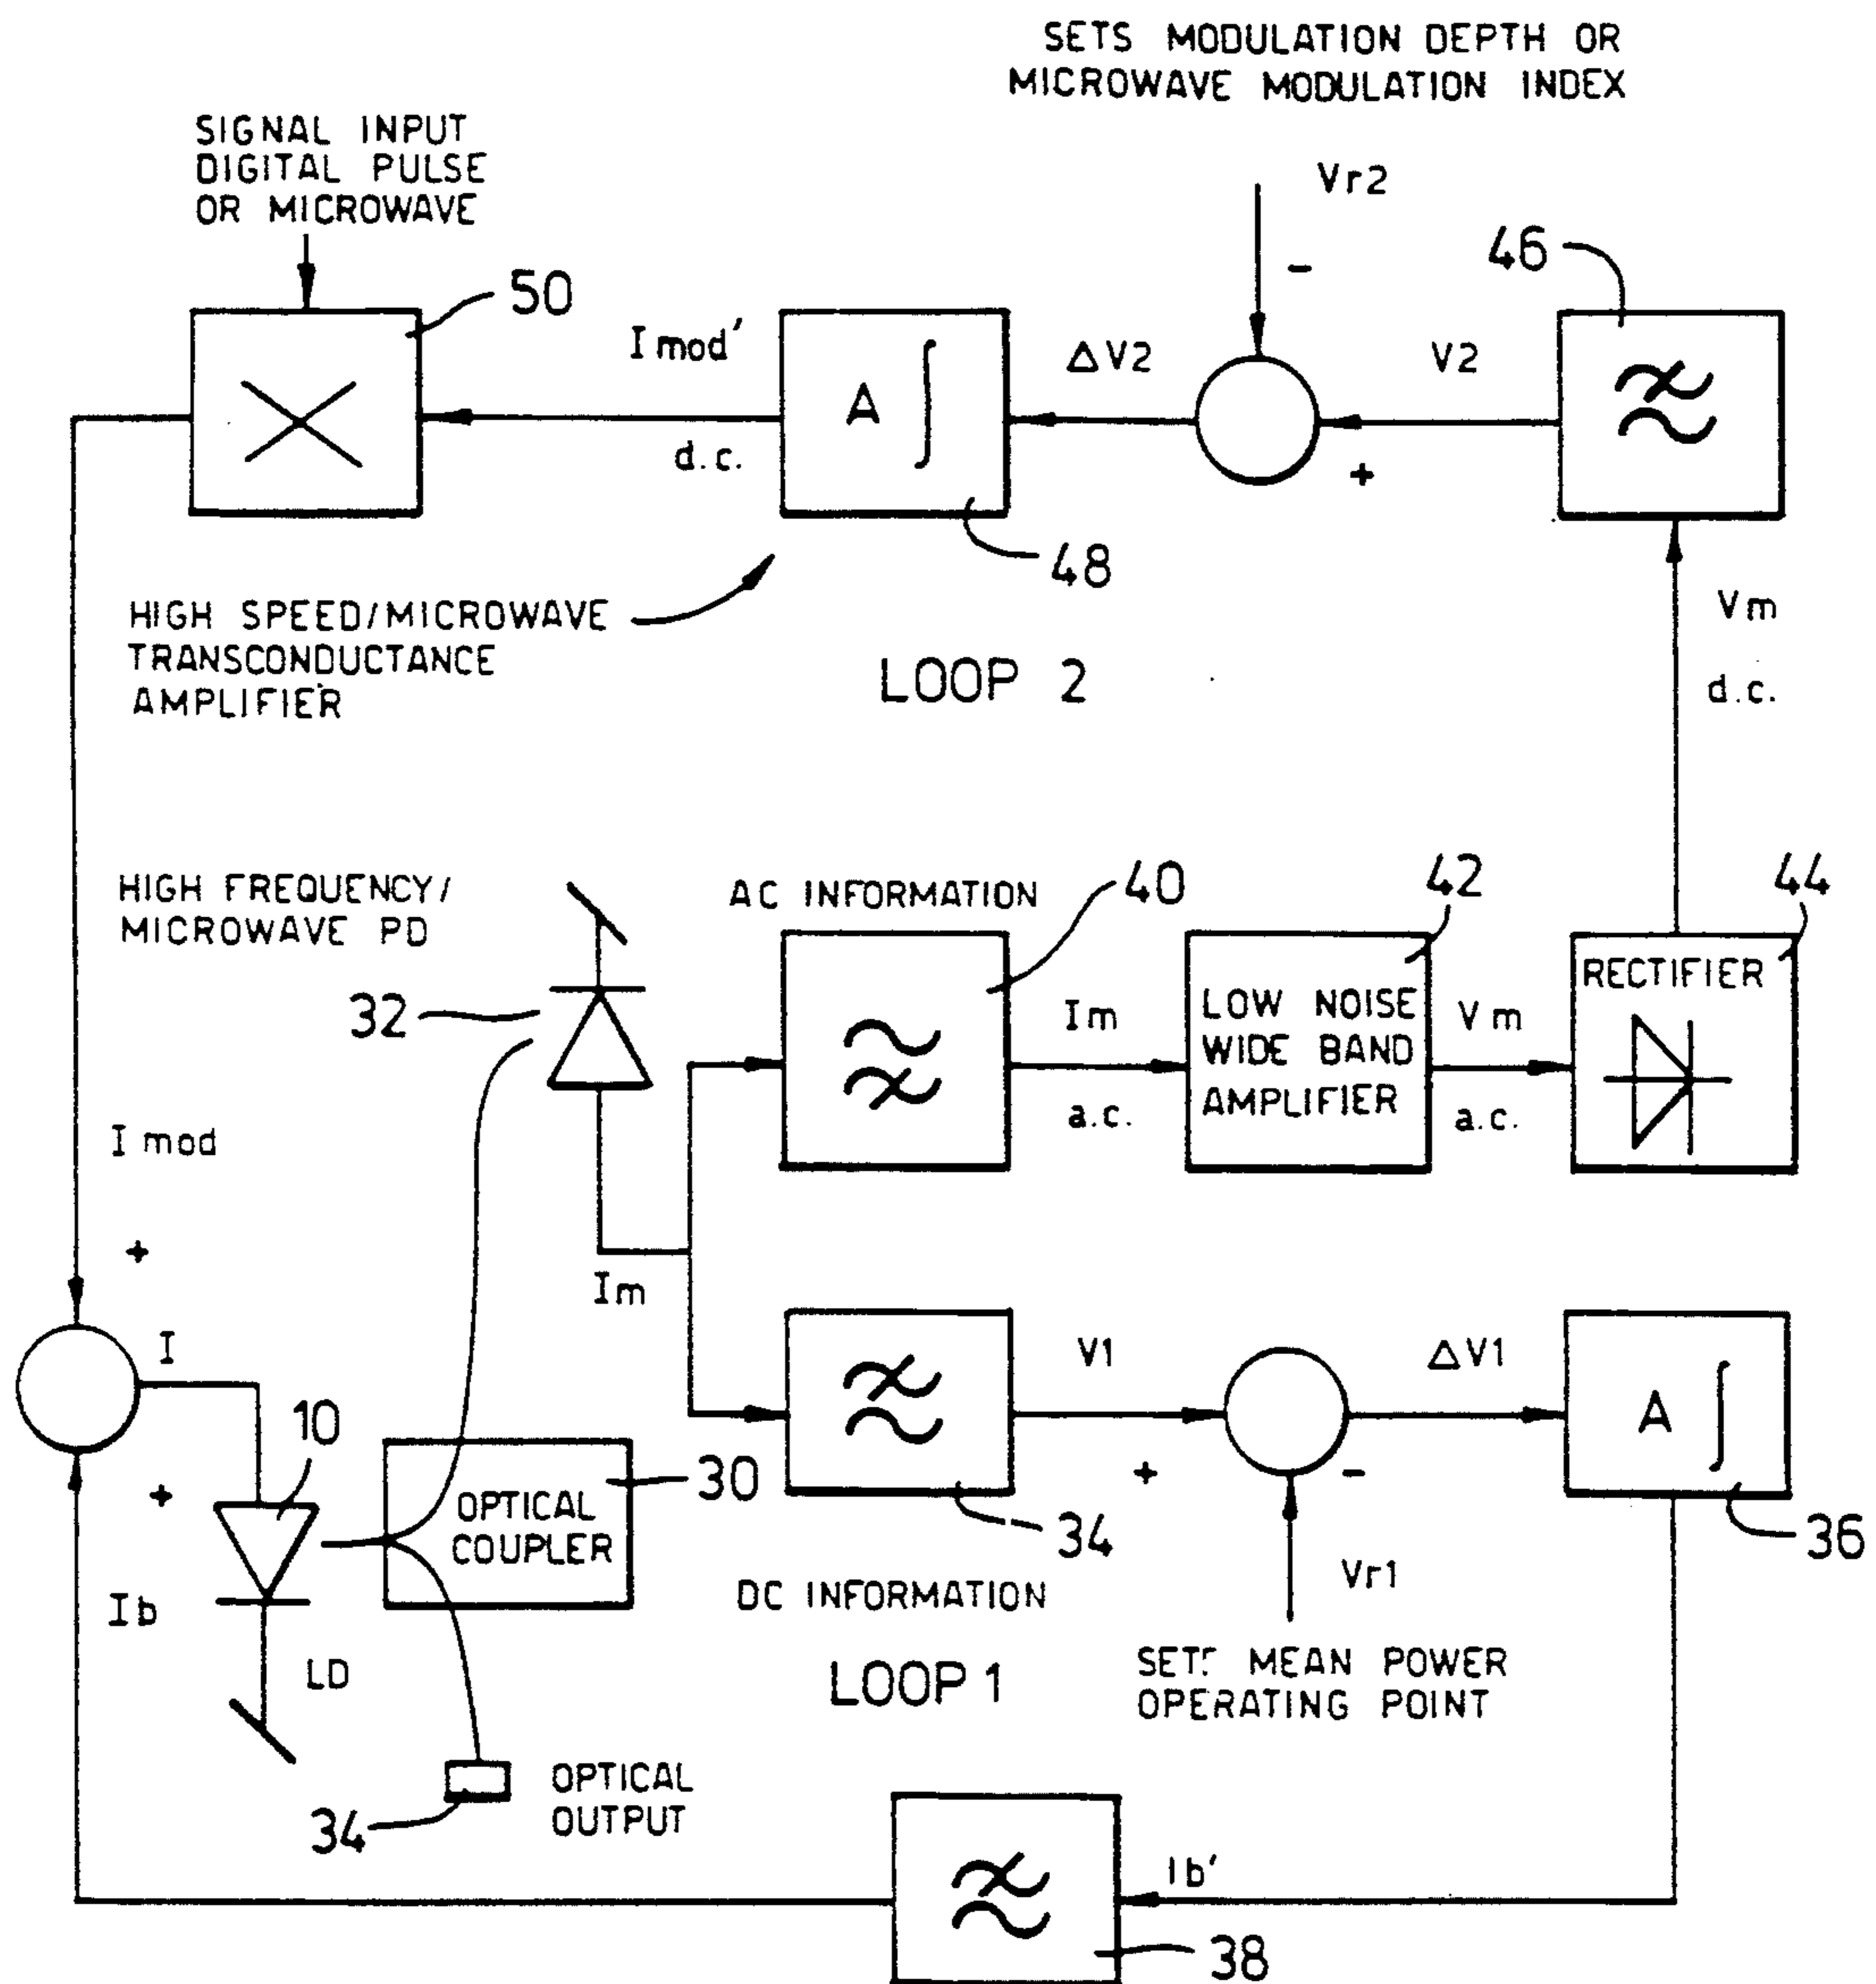 SETS MODULATION DEPTH OR
MICROWAVE MODULATION INDEX
SIGNAL INPUT
DIGITAL PULSE
OR MICROWAVE
Vr2
-
46
50
I mod'
d.c.
A ∫
ΔV2
V2
+
48
HIGH SPEED/MICROWAVE
TRANSCONDUCTANCE
AMPLIFIER
LOOP 2
Vm
d.c.
HIGH FREQUENCY/
MICROWAVE PD
32
AC INFORMATION
40
42
44
Im
a.c.
LOW NOISE
WIDE BAND
AMPLIFIER
Vm
a.c.
RECTIFIER
I mod
+
Im
I
10
+
Ib
LD
OPTICAL
COUPLER
30
V1
+
-
ΔV1
A ∫
34
36
Vr1
DC INFORMATION
LOOP 1
SETS MEAN POWER
OPERATING POINT
34
OPTICAL
OUTPUT
Ib'
38